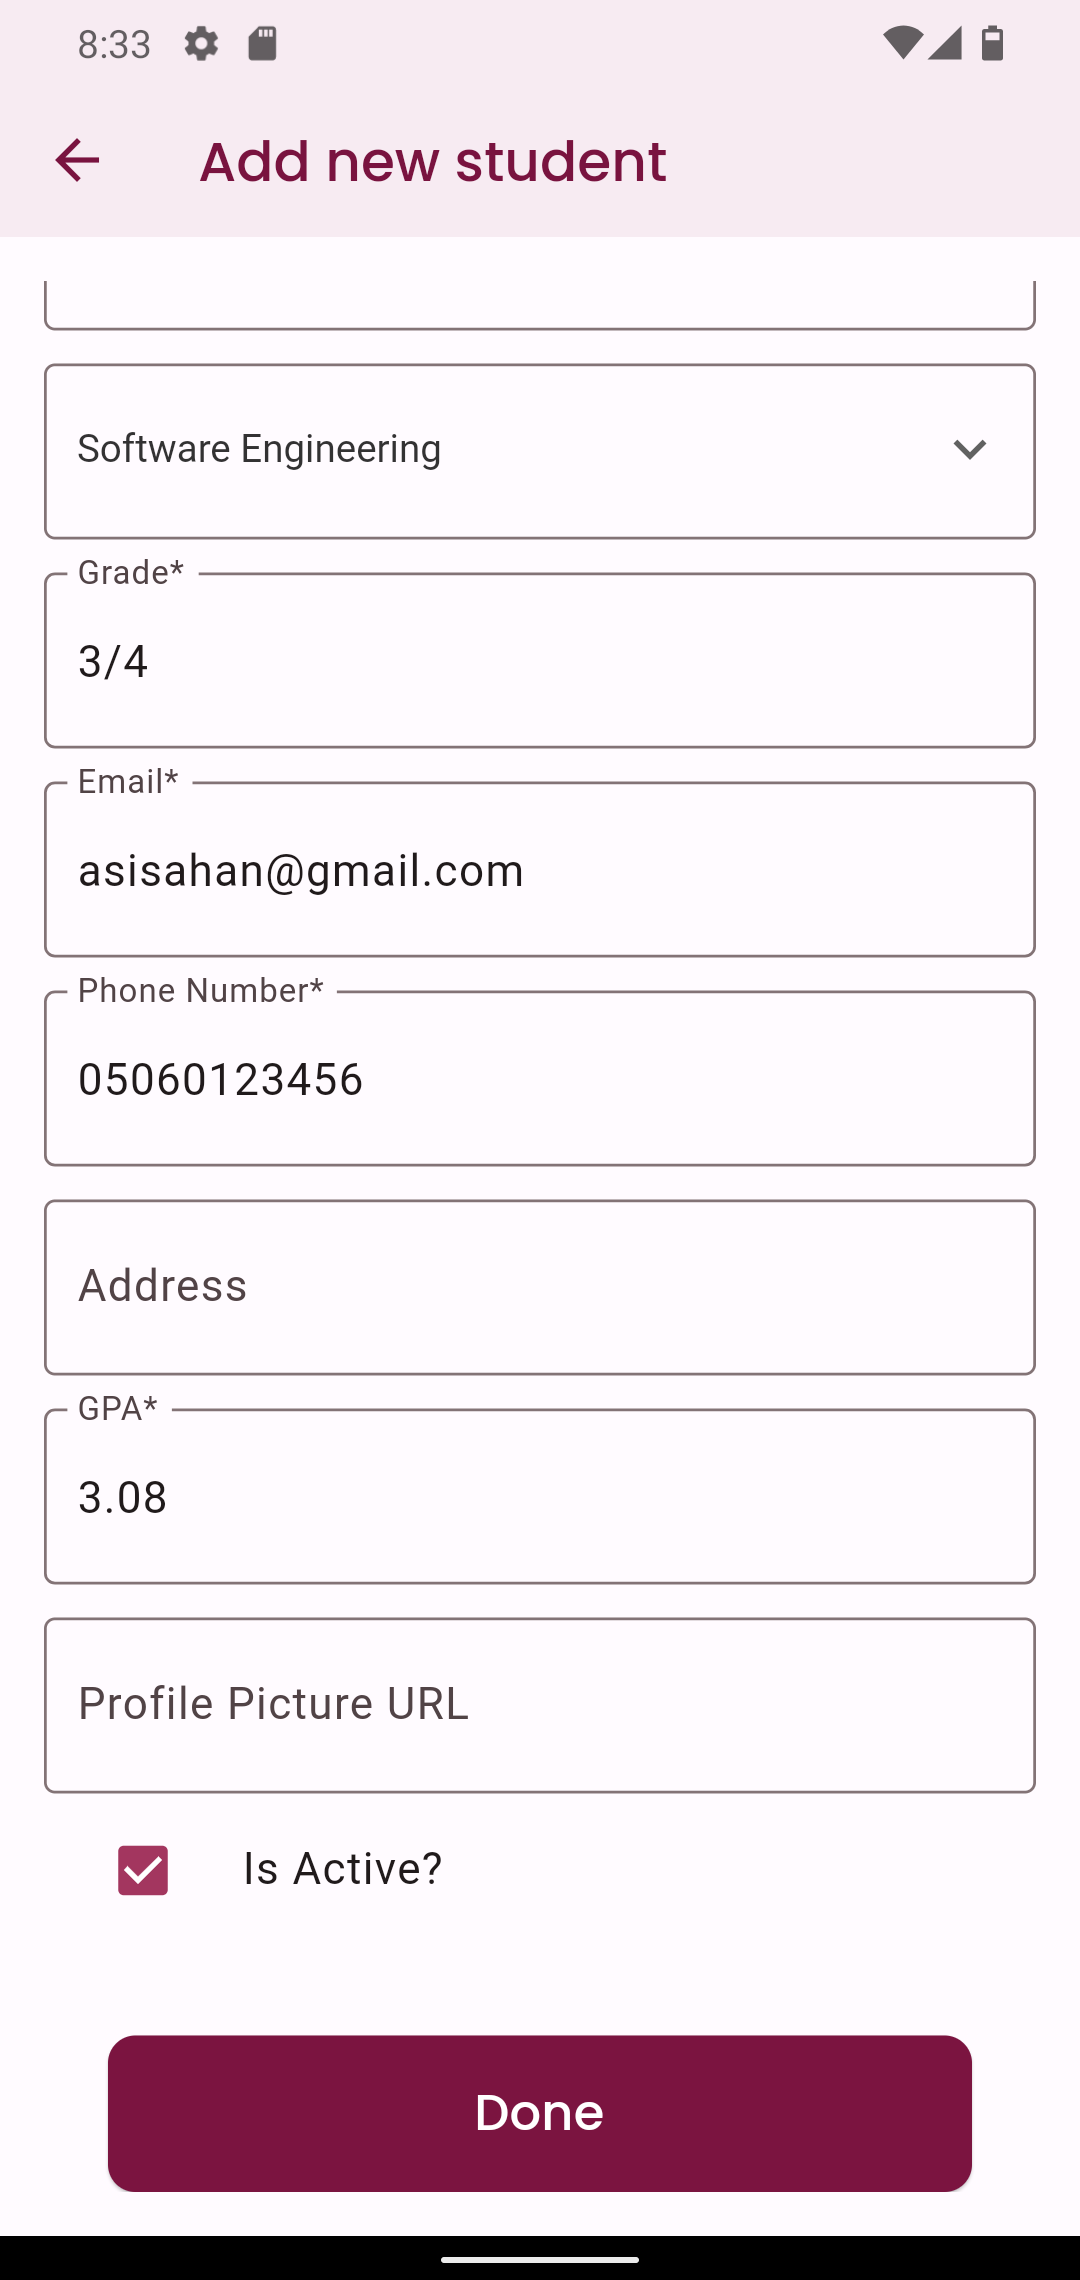 8:33
Add new student
Software Engineering
Grade*
3/4
Email*
asisahan@gmail.com
Phone Number*
05060123456
Address
GPA*
3.08
Profile Picture URL
Is Active?
Done